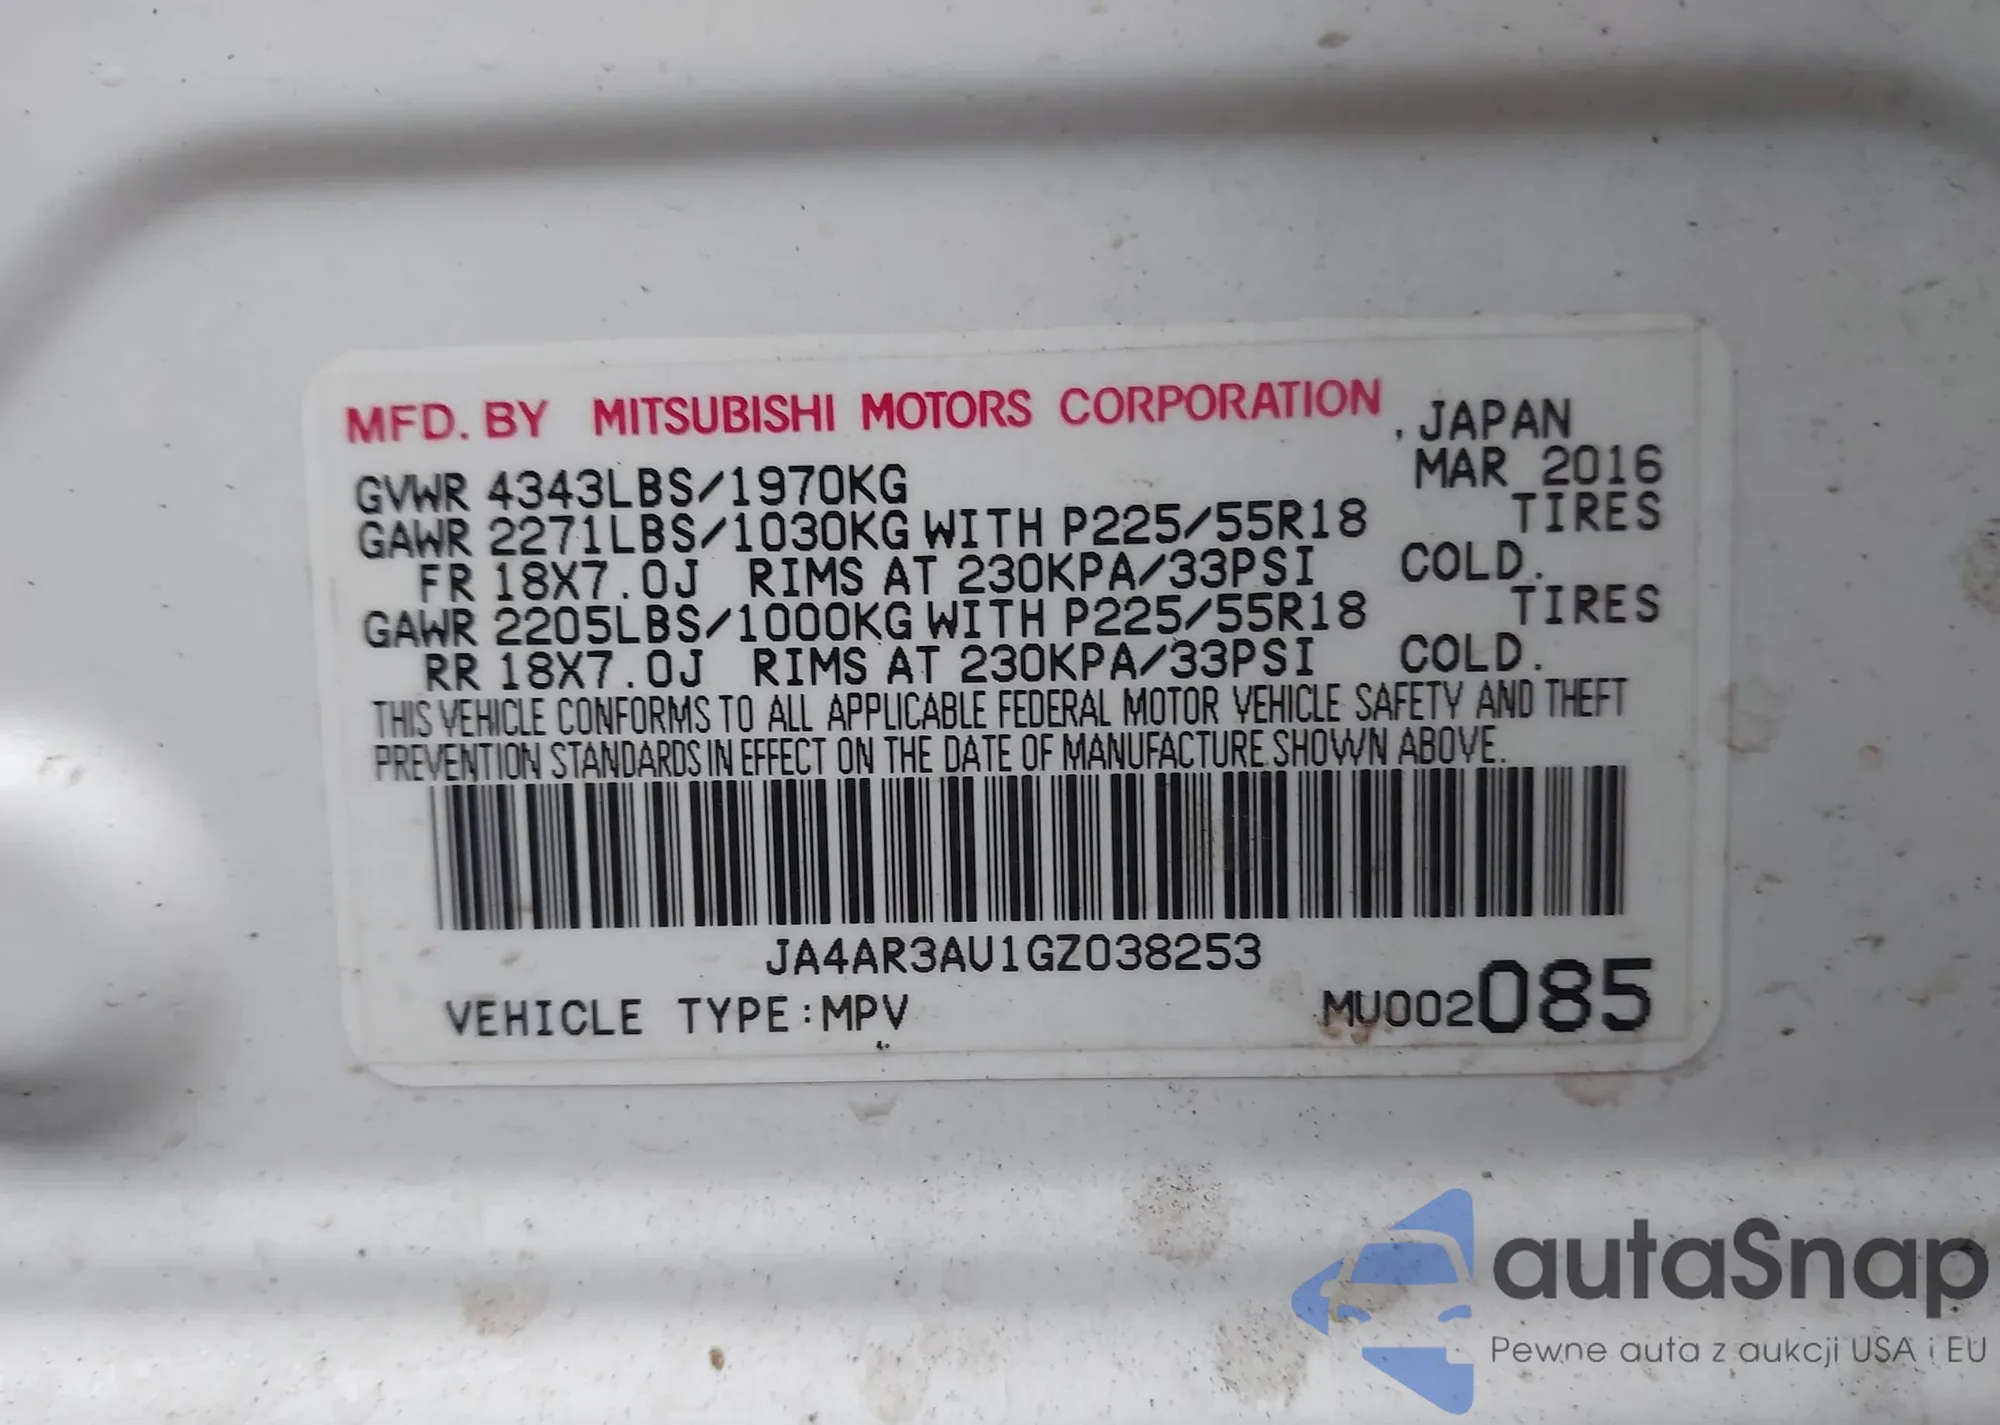 MFD. BY MITSUBISHI MOTORS CORPORATION , JAPAN
GVWR 4343LBS/1970KG MAR 2016
GAWR 2271LBS/1030KG WITH P225/55R18 TIRES
FR 18X7.0J RIMS AT 230KPA/33PSI COLD.
GAWR 2205LBS/1000KG WITH P225/55R18 TIRES
RR 18X7.0J RIMS AT 230KPA/33PSI COLD.
THIS VEHICLE CONFORMS TO ALL APPLICABLE FEDERAL MOTOR VEHICLE SAFETY AND THEFT
PREVENTION STANDARDS IN EFFECT ON THE DATE OF MANUFACTURE SHOWN ABOVE.
JA4AR3AU1GZ038253
VEHICLE TYPE:MPV MU002085
autaSnap
Pewne auta z aukcji USA i EU